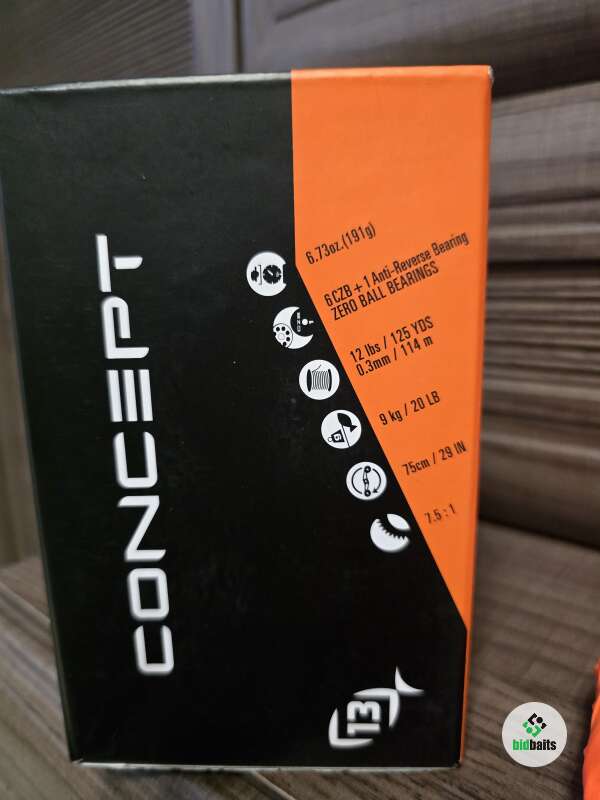 CONCEPT
6.73oz.(191g)
6 CZB + 1 Anti-Reverse Bearing
ZERO BALL BEARINGS
12 lbs / 125 YDS
0.3mm / 114 m
9 kg / 20 LB
75cm / 29 IN
7.5 : 1
13
bidbaits